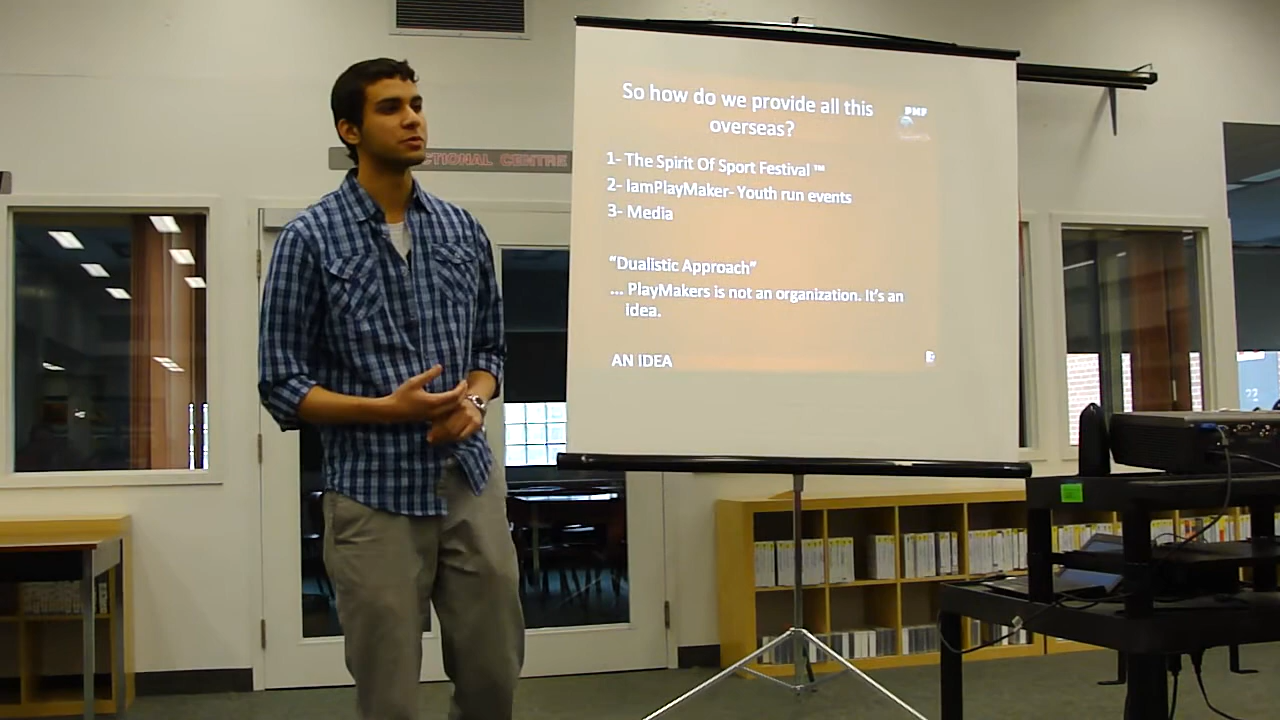 So how do we provide all this
overseas?
PMF
1- The Spirit Of Sport Festival ™
2- IamPlayMaker- Youth run events
3- Media
“Dualistic Approach”
... PlayMakers is not an organization. It’s an
idea.
AN IDEA
CTIONAL CENTRE